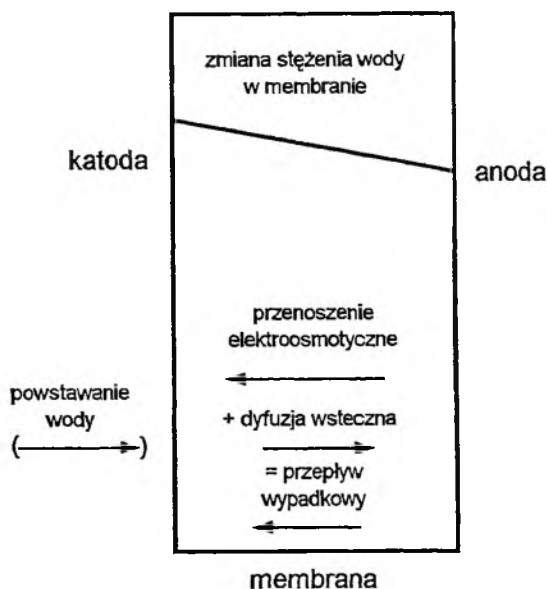 zmiana stężenia wody
w membranie
katoda
anoda
przenoszenie
elektroosmotyczne
powstawanie
wody
( )
+ dyfuzja wsteczna
= przepływ
wypadkowy
membrana